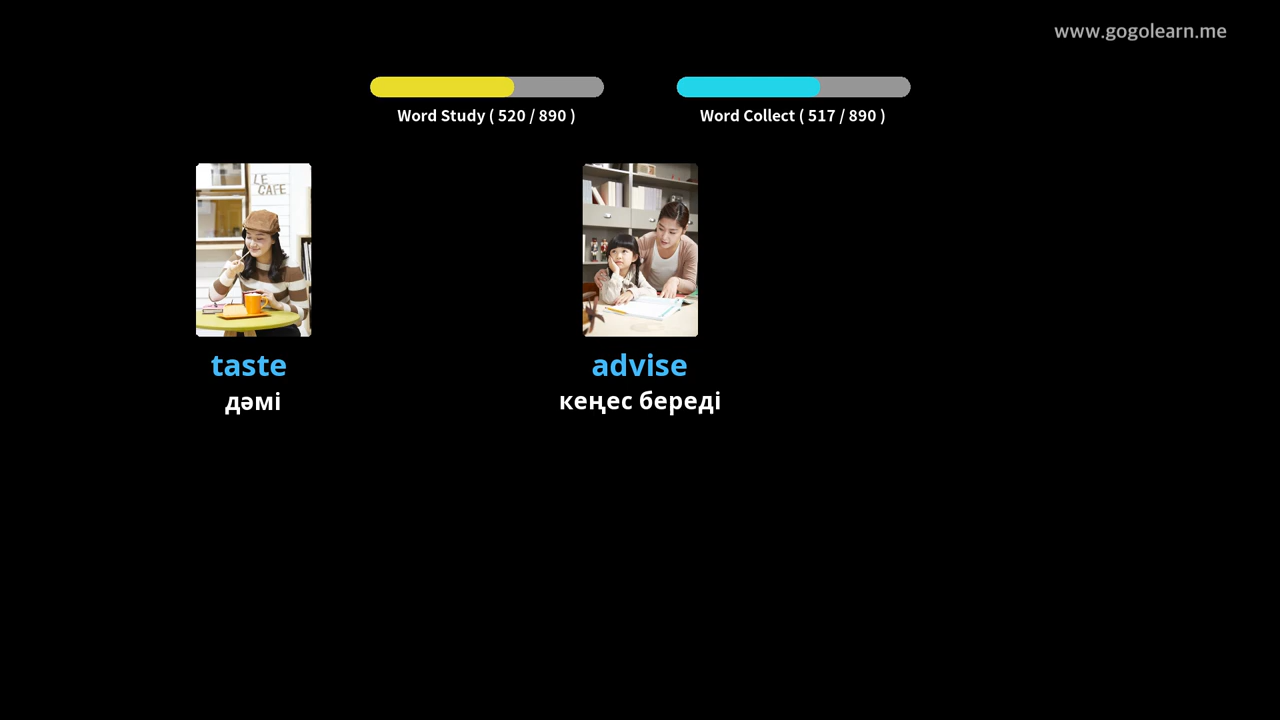 www.gogolearn.me
Word Study ( 520 / 890 )
Word Collect ( 517 / 890 )
LE
CAFE
taste
дәмі
advise
кеңес береді